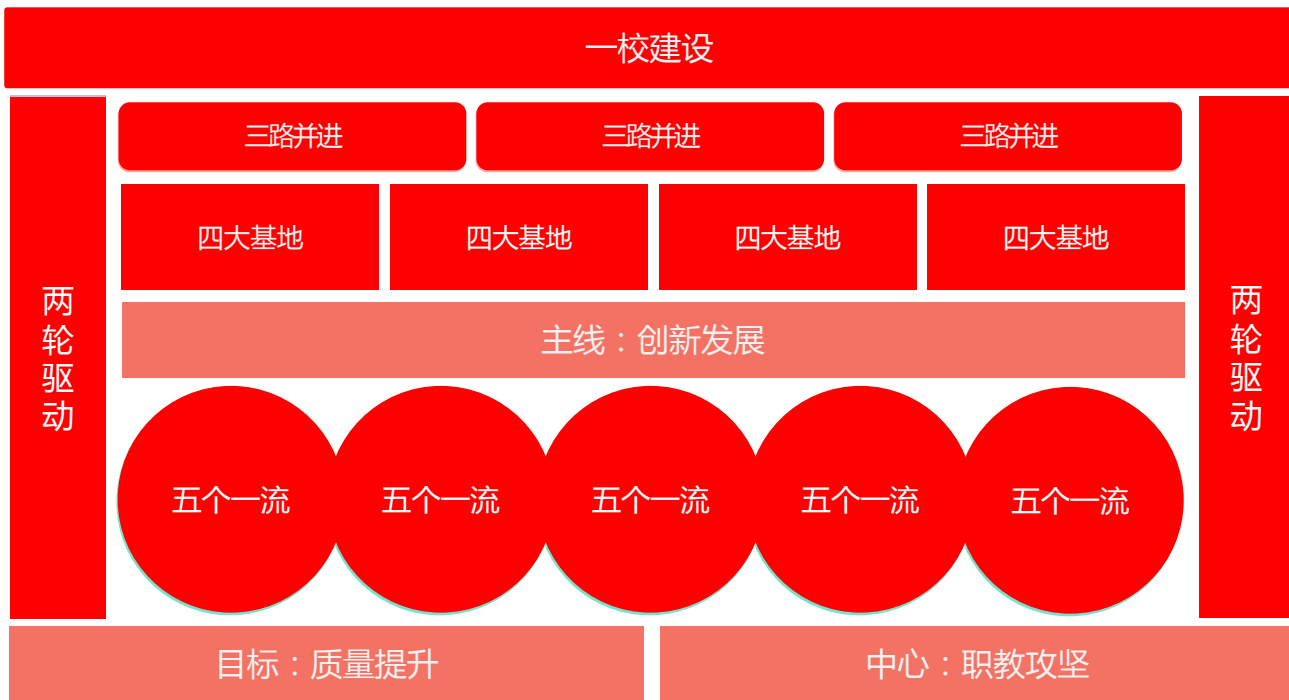 一校建设
三路并进
三路并进
三路并进
四大基地
四大基地
四大基地
四大基地
两轮驱动
两轮驱动
主线：创新发展
五个一流
五个一流
五个一流
五个一流
五个一流
目标：质量提升
中心：职教攻坚